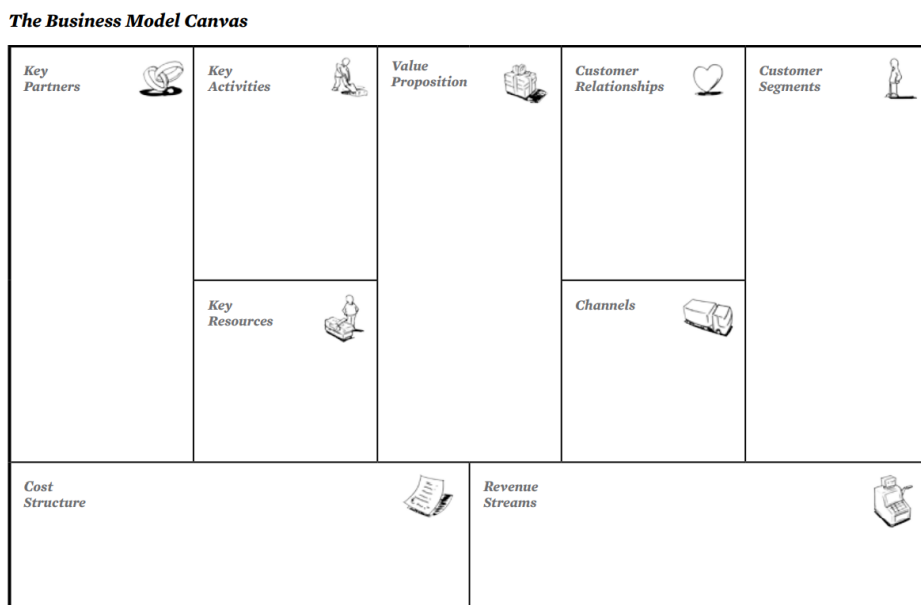 The Business Model Canvas
Key
Partners
Key
Activities
Value
Proposition
Customer
Relationships
Customer
Segments
Key
Resources
Channels
Cost
Structure
Revenue
Streams